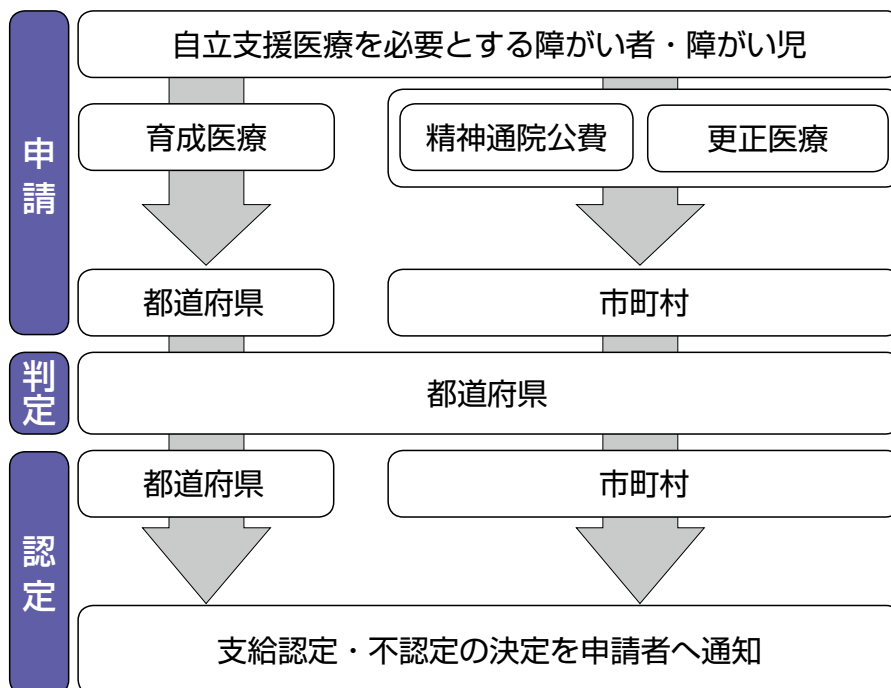 申請
自立支援医療を必要とする障がい者・障がい児
育成医療
精神通院公費
更正医療
都道府県
市町村
判定
都道府県
認定
都道府県
市町村
支給認定・不認定の決定を申請者へ通知